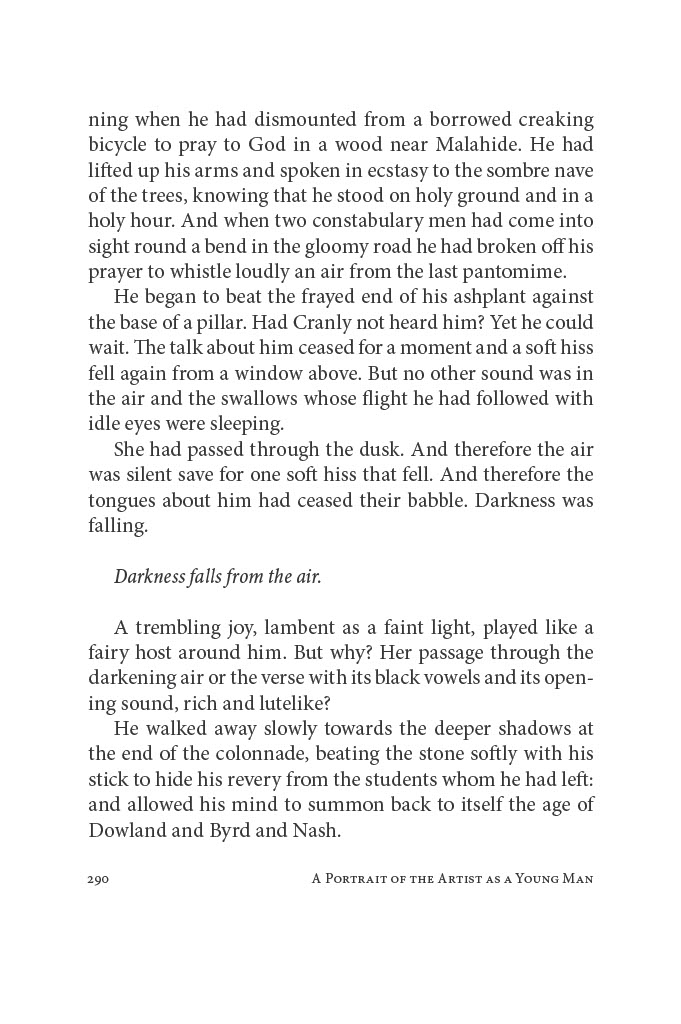 ning when he had dismounted from a borrowed creaking
bicycle to pray to God in a wood near Malahide. He had
lifted up his arms and spoken in ecstasy to the sombre nave
of the trees, knowing that he stood on holy ground and in a
holy hour. And when two constabulary men had come into
sight round a bend in the gloomy road he had broken off his
prayer to whistle loudly an air from the last pantomime.
He began to beat the frayed end of his ashplant against
the base of a pillar. Had Cranly not heard him? Yet he could
wait. The talk about him ceased for a moment and a soft hiss
fell again from a window above. But no other sound was in
the air and the swallows whose flight he had followed with
idle eyes were sleeping.
She had passed through the dusk. And therefore the air
was silent save for one soft hiss that fell. And therefore the
tongues about him had ceased their babble. Darkness was
falling.
Darkness falls from the air.
A trembling joy, lambent as a faint light, played like a
fairy host around him. But why? Her passage through the
darkening air or the verse with its black vowels and its open-
ing sound, rich and lutelike?
He walked away slowly towards the deeper shadows at
the end of the colonnade, beating the stone softly with his
stick to hide his revery from the students whom he had left:
and allowed his mind to summon back to itself the age of
Dowland and Byrd and Nash.
290 A Portrait of the Artist as a Young Man